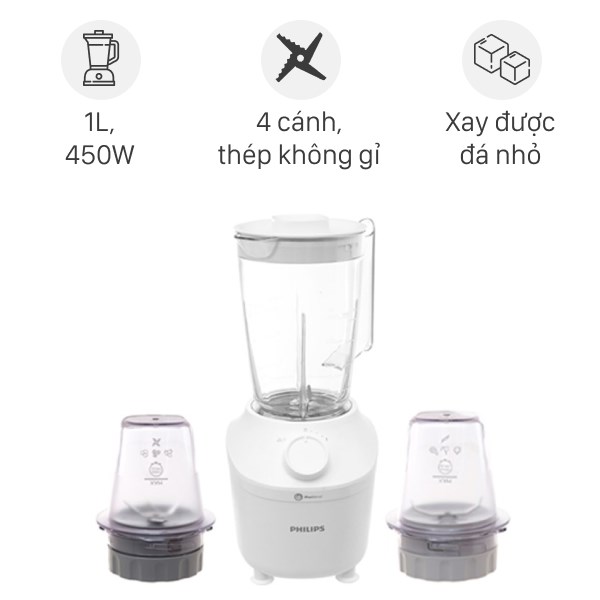 1L,
450W
4 cánh,
thép không gỉ
Xay được
đá nhỏ
PHILIPS